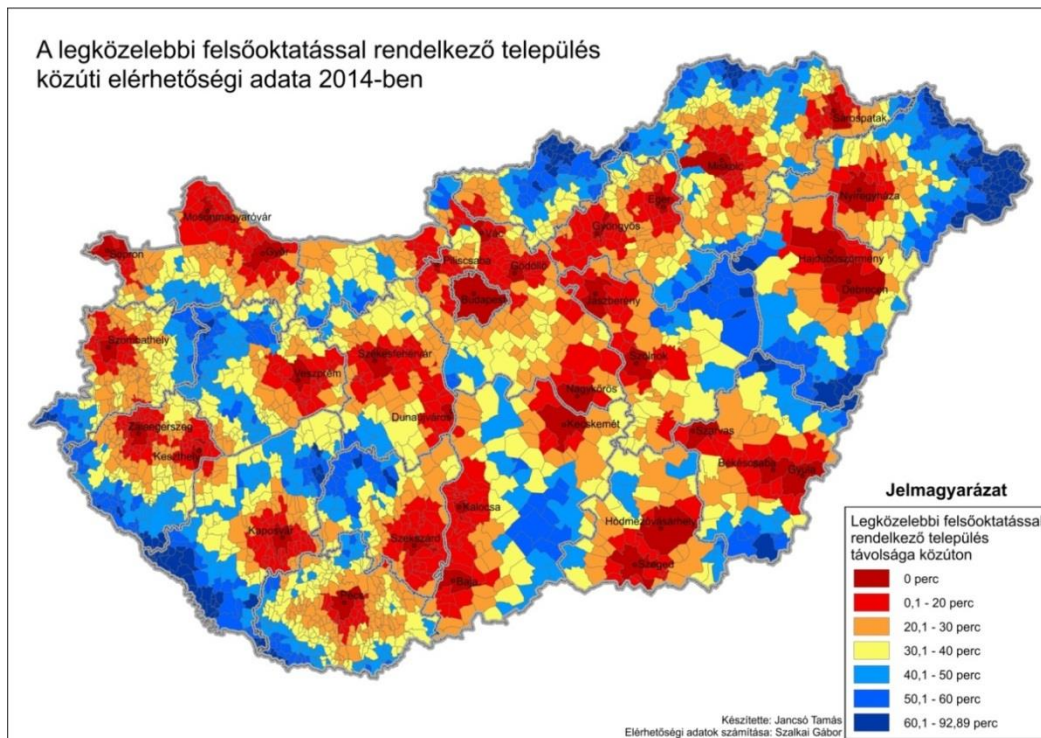 A legközelebbi felsőoktatással rendelkező település
közúti elérhetőségi adata 2014-ben
Sárospatak
Miskolc
Nyíregyháza
Eger
Gyöngyös
Mosonmagyaróvár
Sopron
Győr
Vác
Piliscsaba
Gödöllő
Hajdúböszörmény
Debrecen
Budapest
Jászberény
Szombathely
Székesfehérvár
Veszprém
Szolnok
Nagykőrös
Dunaújváros
Kecskemét
Zalaegerszeg
Szarvas
Keszthely
Békéscsaba
Gyula
Kalocsa
Kaposvár
Hódmezővásárhely
Szekszárd
Szeged
Baja
Pécs
Jelmagyarázat
Legközelebbi felsőoktatással
rendelkező település
távolsága közúton
0 perc
0,1 - 20 perc
20,1 - 30 perc
30,1 - 40 perc
40,1 - 50 perc
50,1 - 60 perc
60,1 - 92,89 perc
Készítette: Jancsó Tamás
Elérhetőségi adatok számítása: Szalkai Gábor